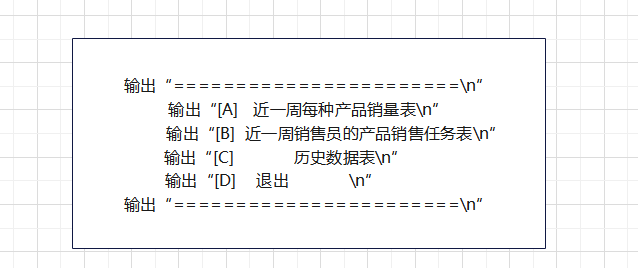 输出“=======================\n”
输出“[A] 近一周每种产品销量表\n”
输出“[B] 近一周销售员的产品销售任务表\n”
输出“[C] 历史数据表\n”
输出“[D] 退出 \n”
输出“=======================\n”